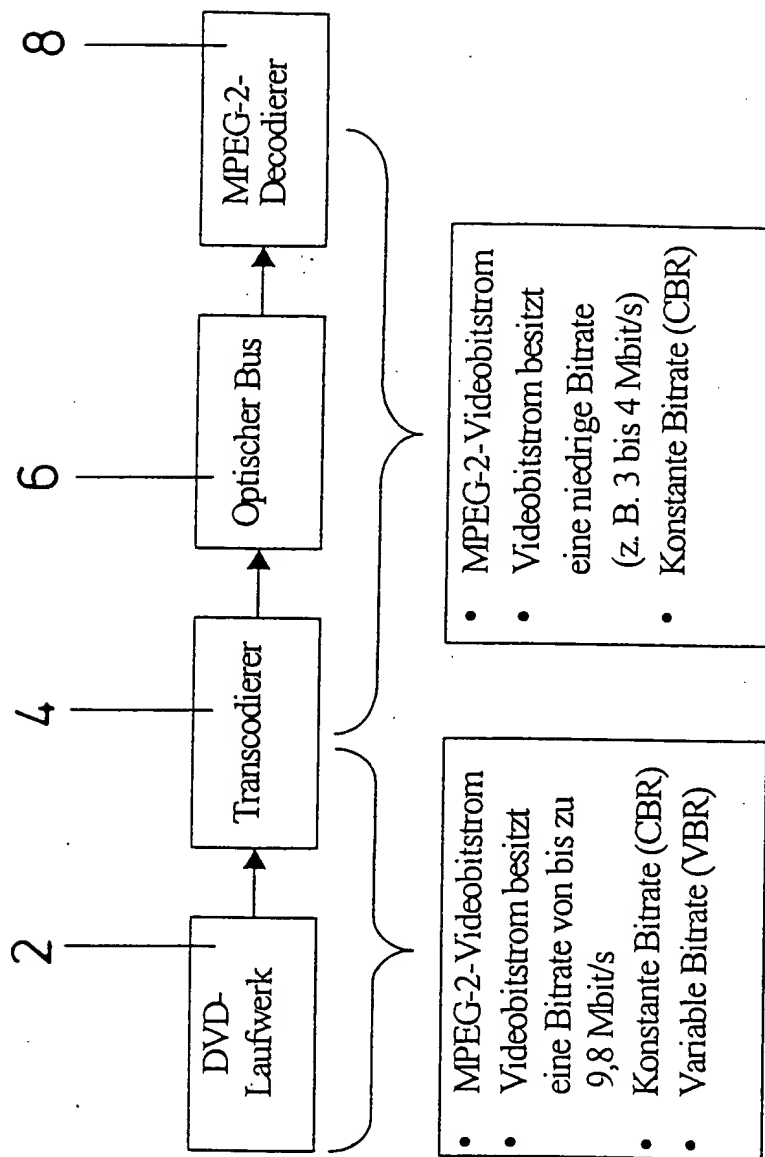 2
4
6
8
DVD-
Laufwerk
Transcodierer
Optischer Bus
MPEG-2-
Decodierer
• MPEG-2-Videobitstrom
• Videobitstrom besitzt
eine Bitrate von bis zu
9,8 Mbit/s
• Konstante Bitrate (CBR)
• Variable Bitrate (VBR)
• MPEG-2-Videobitstrom
• Videobitstrom besitzt
eine niedrige Bitrate
(z. B. 3 bis 4 Mbit/s)
• Konstante Bitrate (CBR)